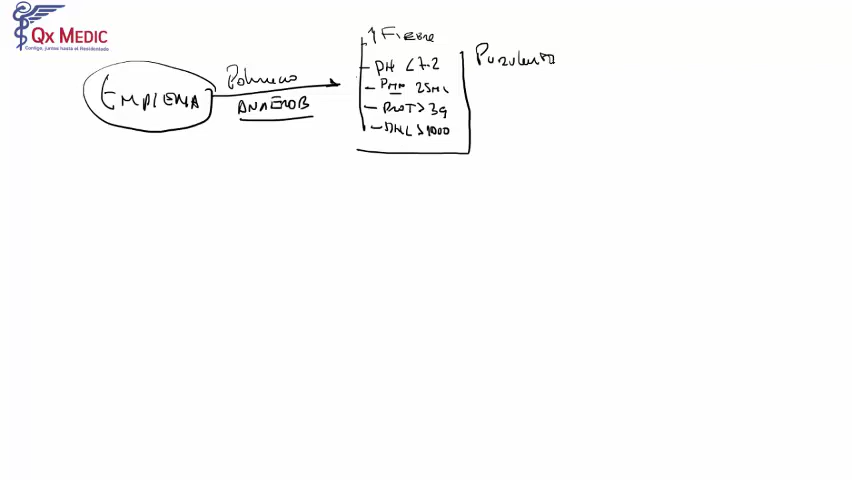 Qx MEDIC
Contigo, juntos hasta el Residentado
EMPIEMA
Polimicro
ANAEROB
↑ Fiebre
- PH < 7.2
- PMN 25ML
- PROT > 3g
- DHL > 1000
Purulento